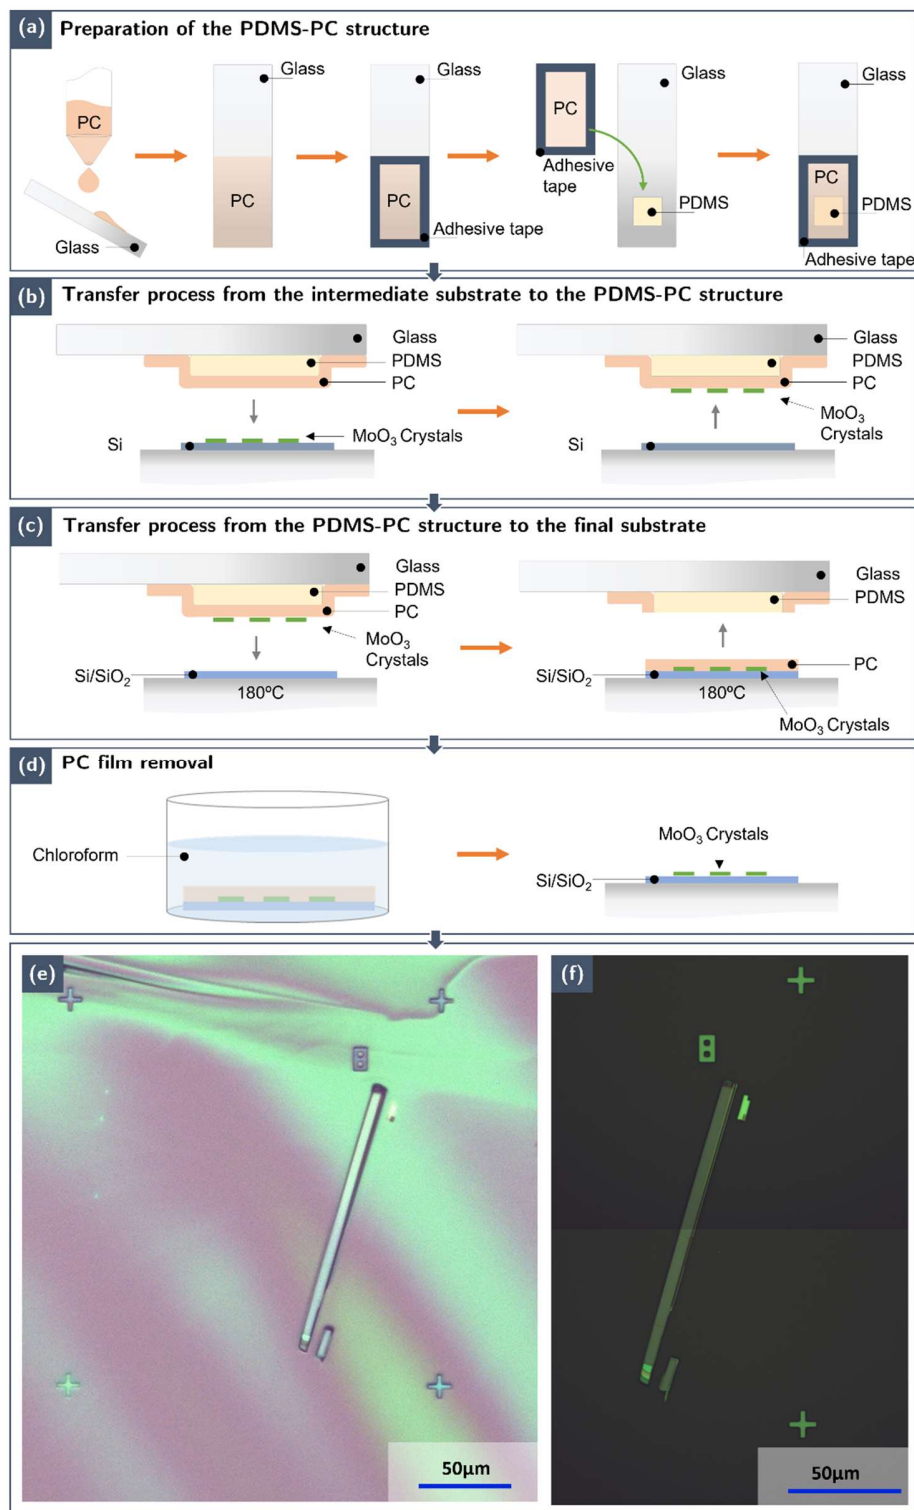 (a) Preparation of the PDMS-PC structure
PC
Glass
Glass
PC
Glass
PC
Adhesive tape
PC
Adhesive
tape
Glass
PDMS
Glass
PC
PDMS
Adhesive tape
(b) Transfer process from the intermediate substrate to the PDMS-PC structure
Glass
PDMS
PC
MoO₃ Crystals
Si
Glass
PDMS
PC
MoO₃
Crystals
Si
(c) Transfer process from the PDMS-PC structure to the final substrate
Glass
PDMS
PC
MoO₃
Crystals
Si/SiO₂
180ºC
Glass
PDMS
PC
Si/SiO₂
180ºC
MoO₃ Crystals
(d) PC film removal
Chloroform
MoO₃ Crystals
Si/SiO₂
(e)
50µm
(f)
50µm